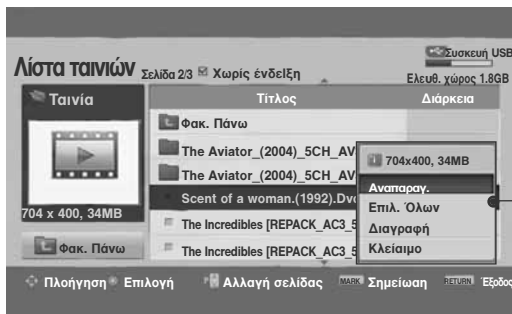 Συσκευή USB
Λίστα ταινιών Σελίδα 2/3 Χωρίς ένδειξη
Ελευθ. χώρος 1.8GB
Ταινία
Τίτλος Διάρκεια
Φακ. Πάνω
The Aviator_(2004)_5CH_AV
The Aviator_(2004)_5CH_AV
Scent of a woman.(1992).Dvd
The Incredibles [REPACK_AC3_5
The Incredibles [REPACK_AC3_5
704 x 400, 34MB
Φακ. Πάνω
704x400, 34MB
Αναπαραγ.
Επιλ. Όλων
Διαγραφή
Κλείαιμο
Πλοήγηση Επιλογή Αλλαγή σελίδας MARK Σημείωαη RETURN Έξοδος